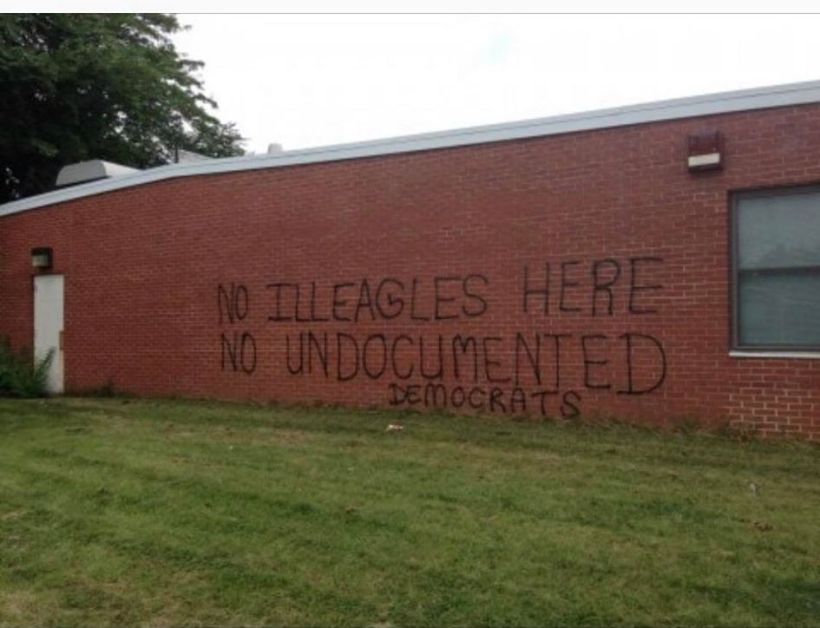 NO ILLEAGLES HERE
NO UNDOCUMENTED
DEMOCRATS